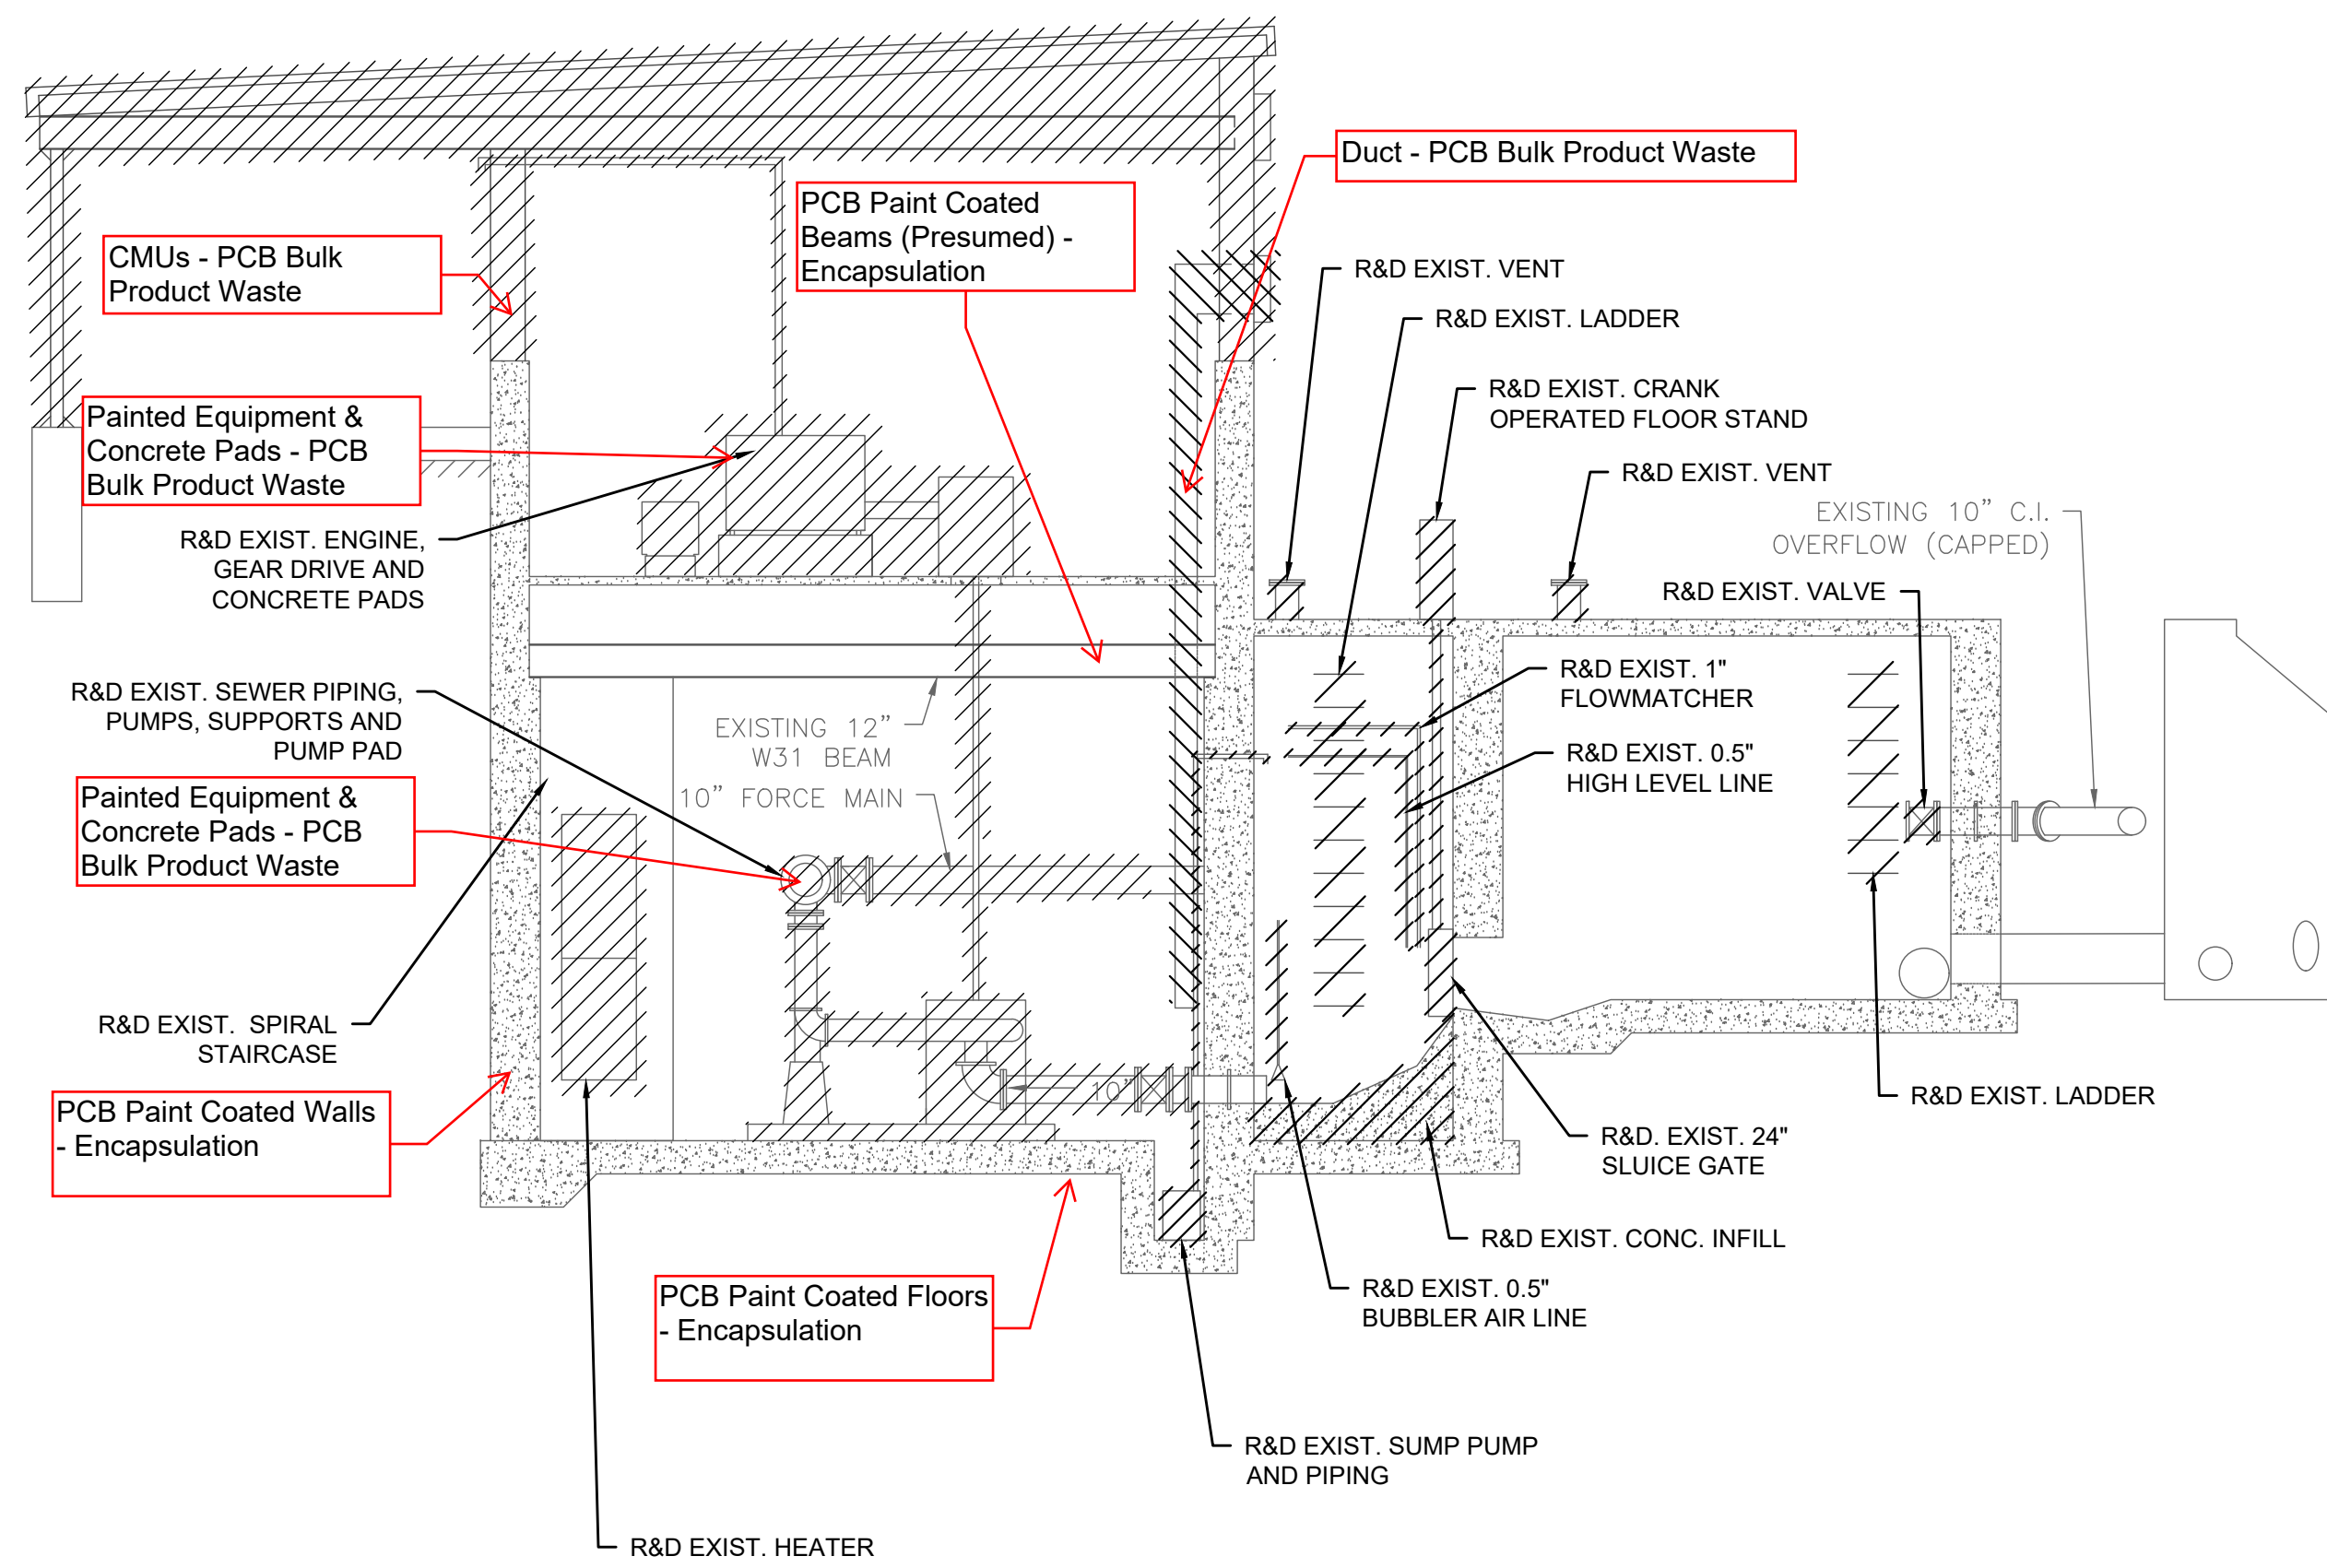 Duct - PCB Bulk Product Waste
PCB Paint Coated
Beams (Presumed) -
Encapsulation
CMUs - PCB Bulk
Product Waste
R&D EXIST. VENT
R&D EXIST. LADDER
R&D EXIST. CRANK
OPERATED FLOOR STAND
Painted Equipment &
Concrete Pads - PCB
Bulk Product Waste
R&D EXIST. VENT
EXISTING 10" C.I.
OVERFLOW (CAPPED)
R&D EXIST. ENGINE,
GEAR DRIVE AND
CONCRETE PADS
R&D EXIST. VALVE
R&D EXIST. 1"
FLOWMATCHER
R&D EXIST. SEWER PIPING,
PUMPS, SUPPORTS AND
PUMP PAD
EXISTING 12"
W31 BEAM
R&D EXIST. 0.5"
HIGH LEVEL LINE
10" FORCE MAIN
Painted Equipment &
Concrete Pads - PCB
Bulk Product Waste
R&D EXIST.  SPIRAL
STAIRCASE
10"
R&D EXIST. LADDER
PCB Paint Coated Walls
- Encapsulation
R&D. EXIST. 24"
SLUICE GATE
R&D EXIST. CONC. INFILL
PCB Paint Coated Floors
- Encapsulation
R&D EXIST. 0.5"
BUBBLER AIR LINE
R&D EXIST. SUMP PUMP
AND PIPING
R&D EXIST. HEATER